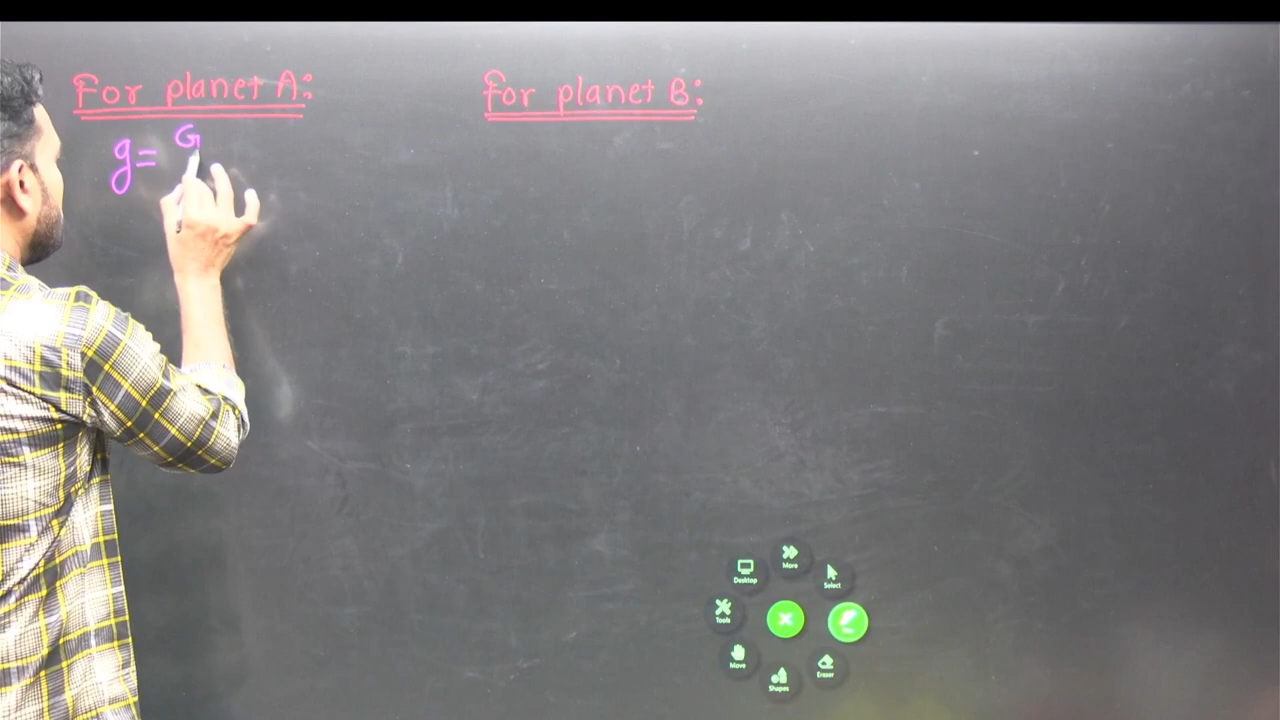 For planet A:
For planet B:
g= G
More
Desktop
Select
Tools
Move
Eraser
Shapes